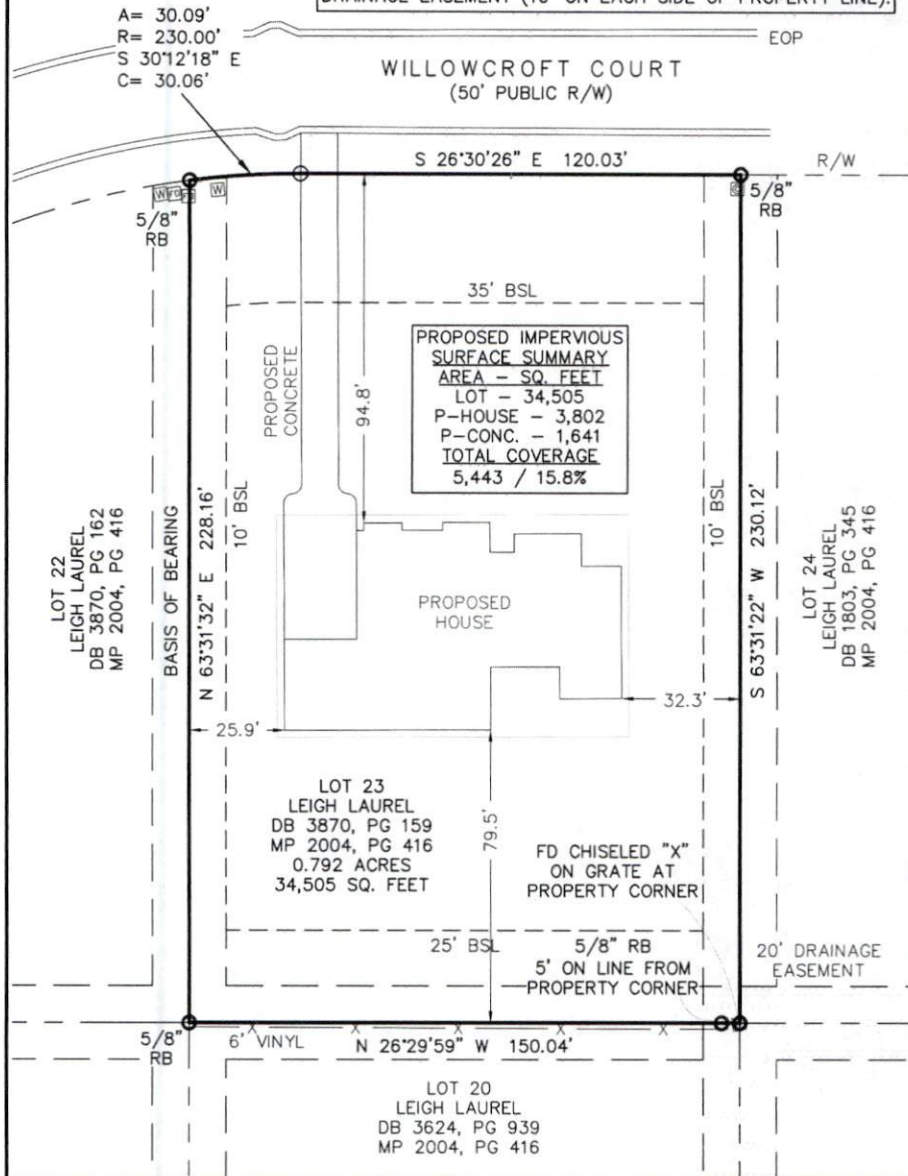 DRAINAGE EASEMENT (10' ON EACH SIDE OF PROPERTY LINE).
A= 30.09'
R= 230.00'
S 30°12'18" E
C= 30.06'
EOP
WILLOWCROFT COURT
(50' PUBLIC R/W)
S 26°30'26" E 120.03'
R/W
W
FO
W
C
5/8"
RB
5/8"
RB
35' BSL
PROPOSED IMPERVIOUS
SURFACE SUMMARY
AREA - SQ. FEET
LOT - 34,505
P-HOUSE - 3,802
P-CONC. - 1,641
TOTAL COVERAGE
5,443 / 15.8%
PROPOSED
CONCRETE
94.8'
LOT 22
LEIGH LAUREL
DB 3870, PG 162
MP 2004, PG 416
BASIS OF BEARING
N 63°31'32" E 228.16'
10' BSL
10' BSL
S 63°31'22" W 230.12'
LOT 24
LEIGH LAUREL
DB 1803, PG 345
MP 2004, PG 416
PROPOSED
HOUSE
25.9'
32.3'
79.5'
LOT 23
LEIGH LAUREL
DB 3870, PG 159
MP 2004, PG 416
0.792 ACRES
34,505 SQ. FEET
FD CHISELED "X"
ON GRATE AT
PROPERTY CORNER
25' BSL
5/8" RB
5' ON LINE FROM
PROPERTY CORNER
20' DRAINAGE
EASEMENT
5/8"
RB
X X X X X
6' VINYL
N 26°29'59" W 150.04'
LOT 20
LEIGH LAUREL
DB 3624, PG 939
MP 2004, PG 416